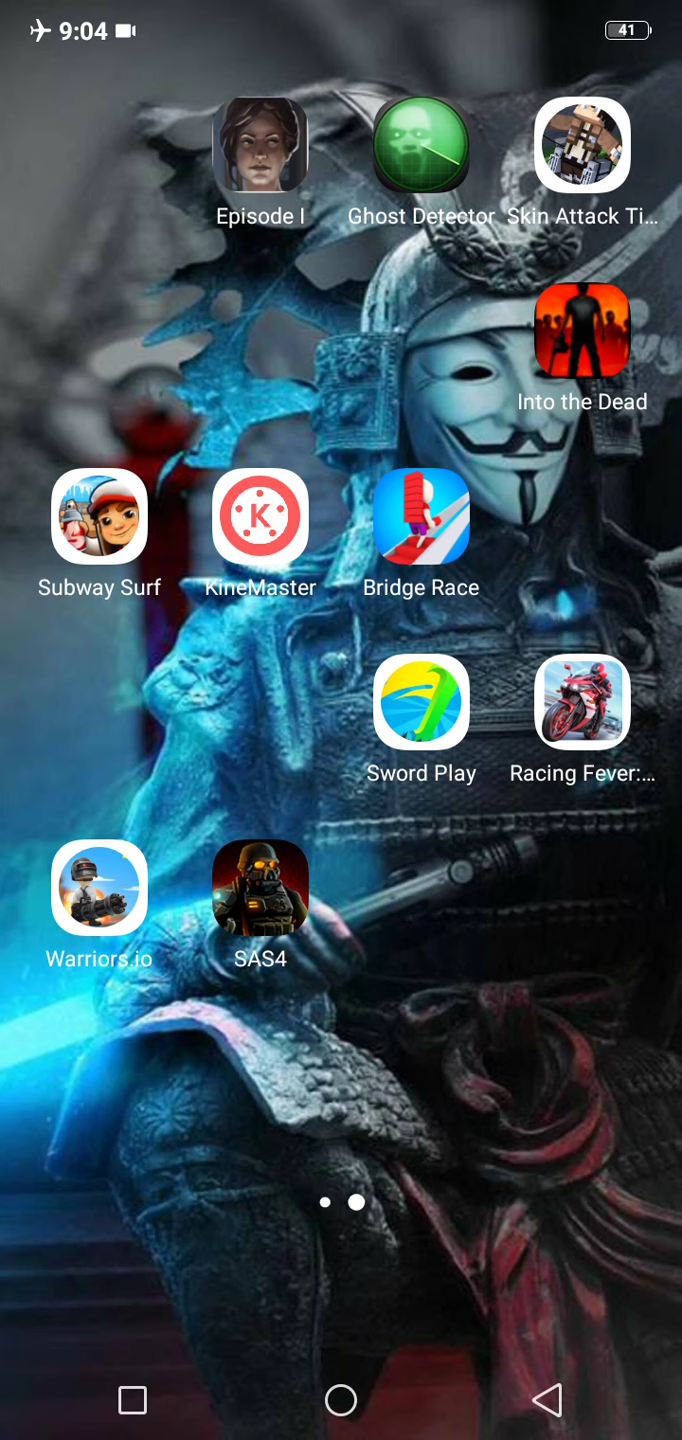 9:04
41
Episode I
Ghost Detector
Skin Attack Ti...
Into the Dead
Subway Surf
K
KineMaster
Bridge Race
Sword Play
Racing Fever:...
Warriors.io
SAS4